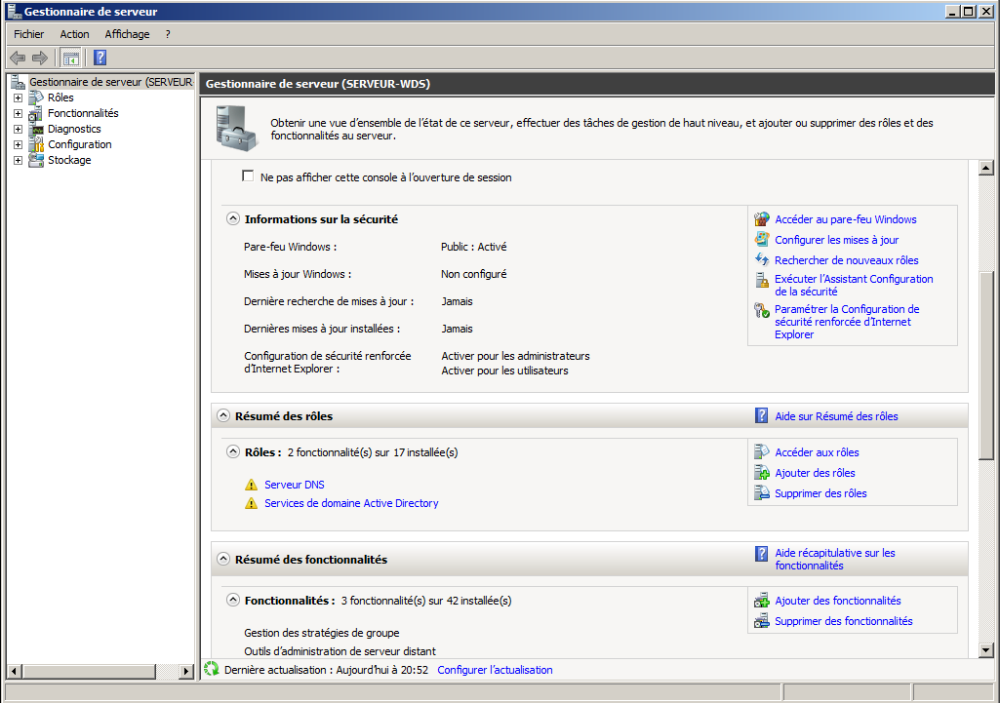 Gestionnaire de serveur
Fichier Action Affichage ?
Gestionnaire de serveur (SERVEUR
Rôles
Fonctionnalités
Diagnostics
Configuration
Stockage
Gestionnaire de serveur (SERVEUR-WDS)
Obtenir une vue d'ensemble de l'état de ce serveur, effectuer des tâches de gestion de haut niveau, et ajouter ou supprimer des rôles et des
fonctionnalités au serveur.
Ne pas afficher cette console à l'ouverture de session
Informations sur la sécurité
Pare-feu Windows : Public : Activé
Mises à jour Windows : Non configuré
Dernière recherche de mises à jour : Jamais
Dernières mises à jour installées : Jamais
Configuration de sécurité renforcée
d'Internet Explorer :
Activer pour les administrateurs
Activer pour les utilisateurs
Accéder au pare-feu Windows
Configurer les mises à jour
Rechercher de nouveaux rôles
Exécuter l'Assistant Configuration
de la sécurité
Paramétrer la Configuration de
sécurité renforcée d'Internet
Explorer
Résumé des rôles
Aide sur Résumé des rôles
Rôles : 2 fonctionnalité(s) sur 17 installée(s)
Serveur DNS
Services de domaine Active Directory
Accéder aux rôles
Ajouter des rôles
Supprimer des rôles
Résumé des fonctionnalités
Aide récapitulative sur les
fonctionnalités
Fonctionnalités : 3 fonctionnalité(s) sur 42 installée(s)
Gestion des stratégies de groupe
Outils d'administration de serveur distant
Ajouter des fonctionnalités
Supprimer des fonctionnalités
Dernière actualisation : Aujourd'hui à 20:52 Configurer l'actualisation